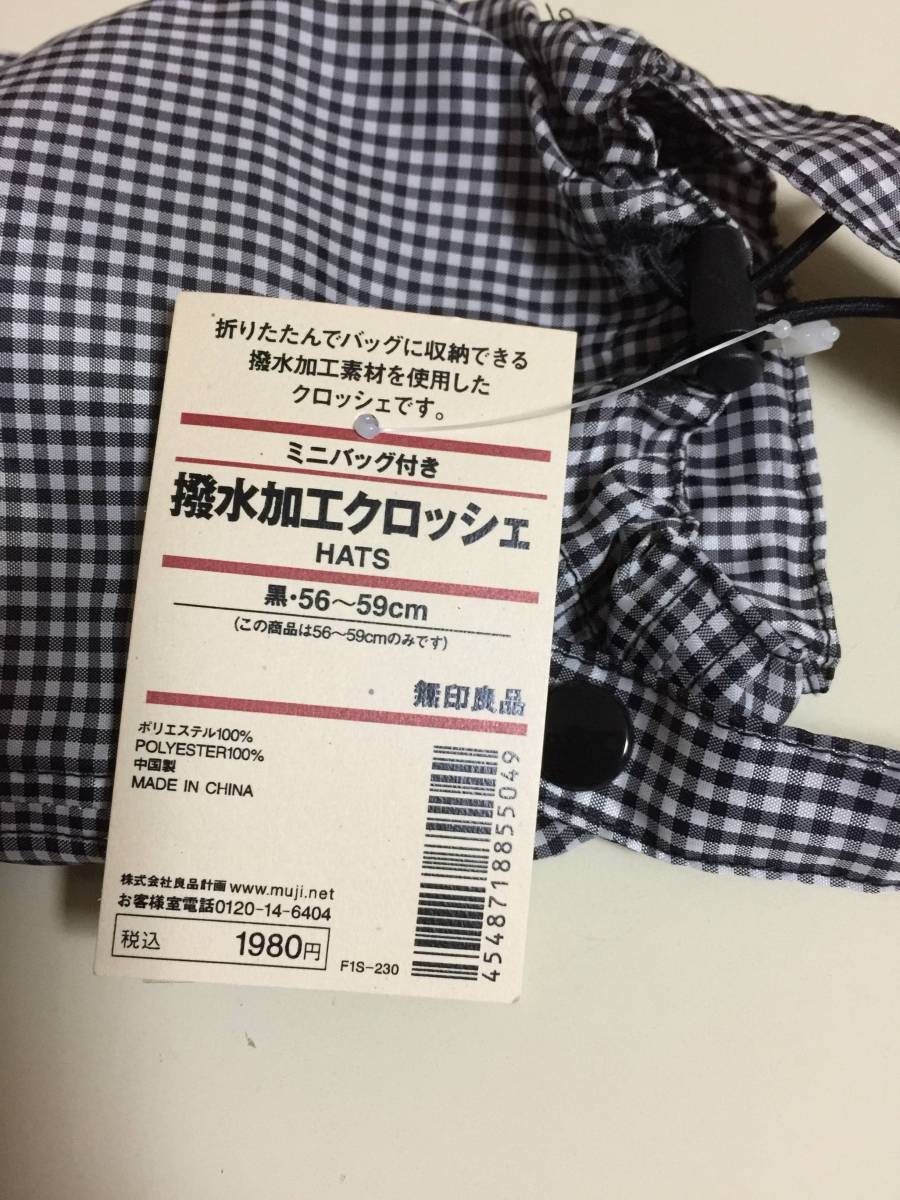 折りたたんでバッグに収納できる
撥水加工素材を使用した
クロッシェです。
ミニバッグ付き
撥水加工クロッシェ
HATS
黒・56〜59cm
(この商品は56〜59cmのみです)
無印良品
ポリエステル100%
POLYESTER100%
中国製
MADE IN CHINA
株式会社良品計画 www.muji.net
お客様室電話0120-14-6404
税込 1980円
F1S-230
4548718855049